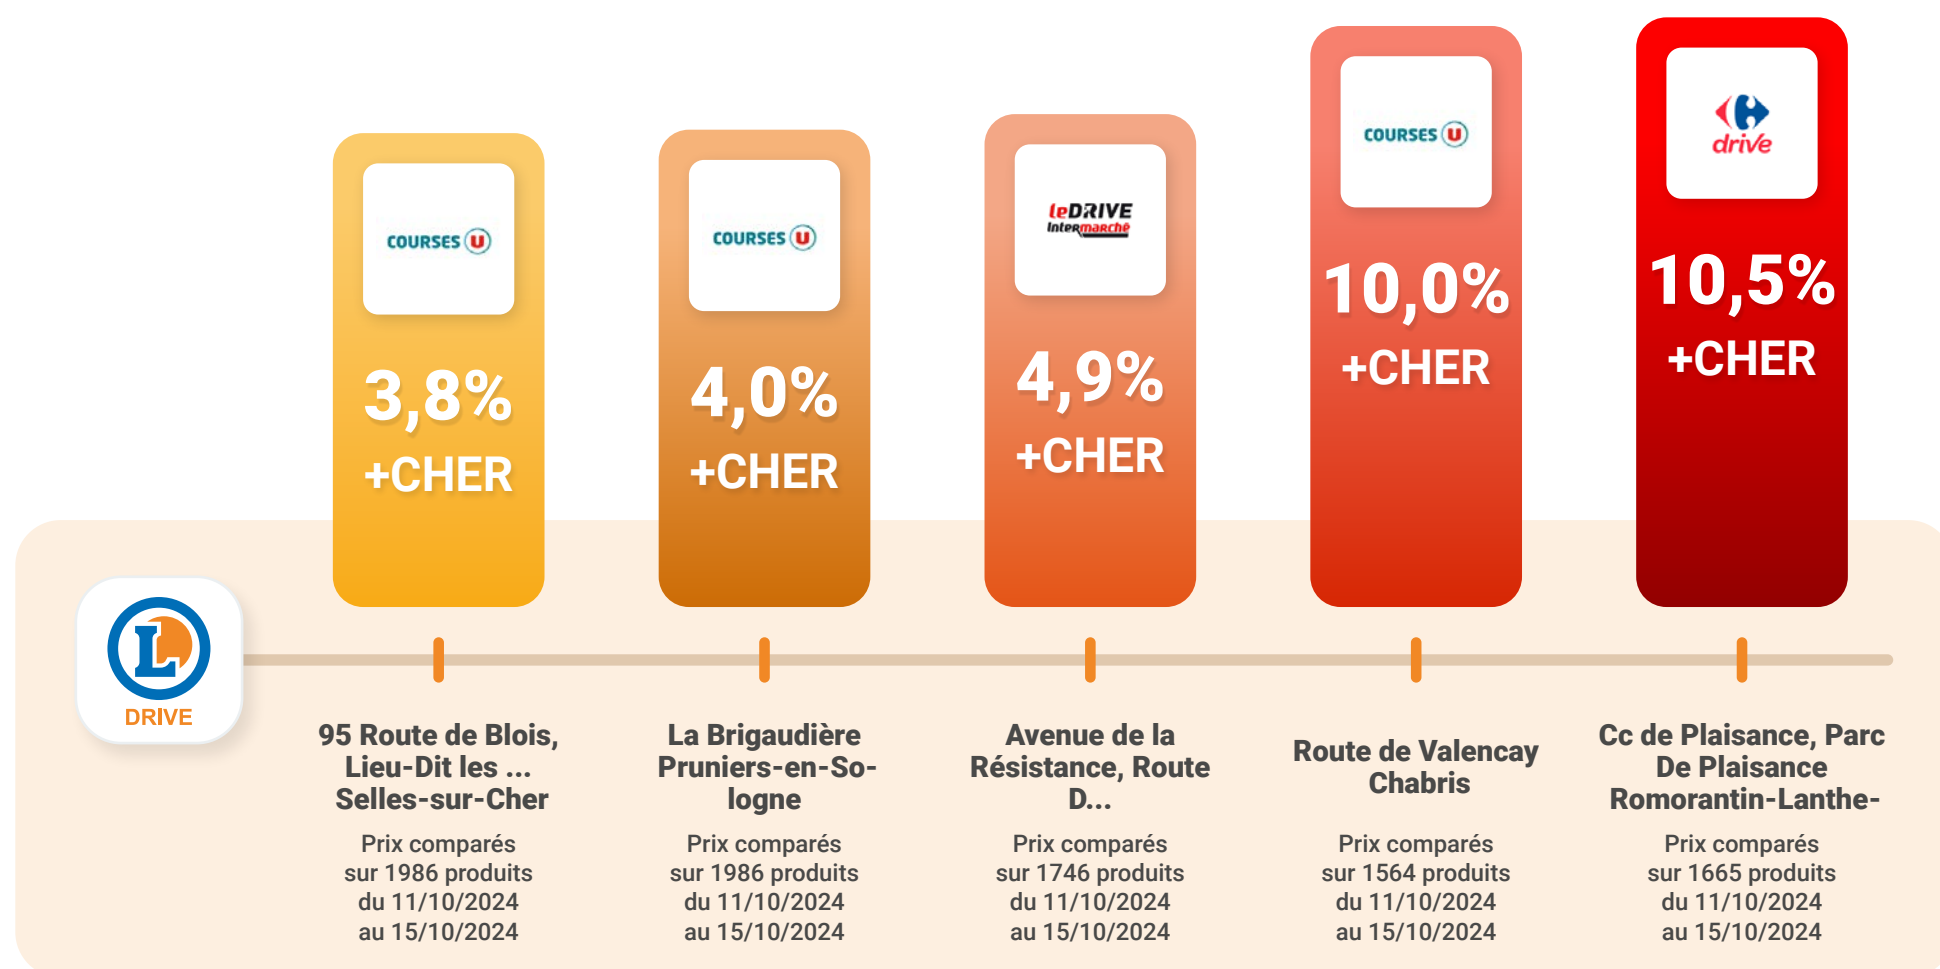 COURSES U
3,8%
+CHER
COURSES U
4,0%
+CHER
leDRIVE
Intermarché
4,9%
+CHER
COURSES U
10,0%
+CHER
drive
10,5%
+CHER
L
DRIVE
95 Route de Blois,
Lieu-Dit les ...
Selles-sur-Cher
Prix comparés
sur 1986 produits
du 11/10/2024
au 15/10/2024
La Brigaudière
Pruniers-en-So-
logne
Prix comparés
sur 1986 produits
du 11/10/2024
au 15/10/2024
Avenue de la
Résistance, Route
D...
Prix comparés
sur 1746 produits
du 11/10/2024
au 15/10/2024
Route de Valencay
Chabris
Prix comparés
sur 1564 produits
du 11/10/2024
au 15/10/2024
Cc de Plaisance, Parc
De Plaisance
Romorantin-Lanthe-
Prix comparés
sur 1665 produits
du 11/10/2024
au 15/10/2024